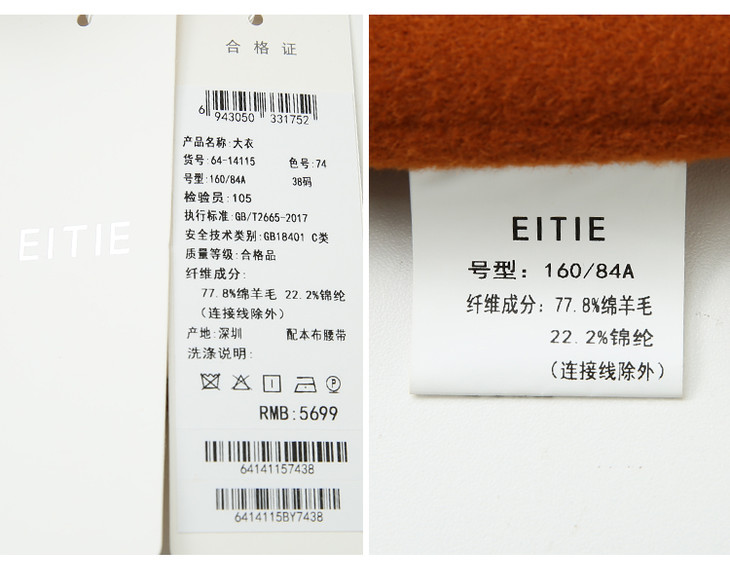 EITIE
合格证
6 943050 331752
产品名称:大衣
货号:64-14115 色号:74
号型:160/84A 38码
检验员:105
执行标准:GB/T2665-2017
安全技术类别:GB18401 C类
质量等级:合格品
纤维成分:
77.8%绵羊毛 22.2%锦纶
(连接线除外)
产地:深圳 配本布腰带
洗涤说明:
P
RMB:5699
64141157438
6414115BY7438
EITIE
号型: 160/84A
纤维成分: 77.8%绵羊毛
22.2%锦纶
(连接线除外)